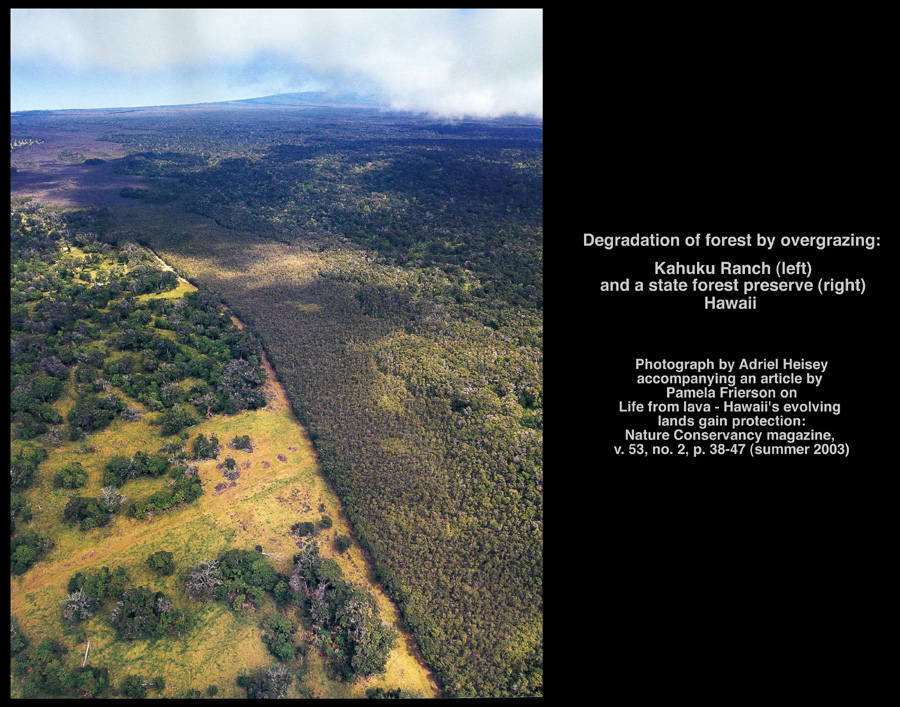 Degradation of forest by overgrazing:
Kahuku Ranch (left)
and a state forest preserve (right)
Hawaii
Photograph by Adriel Heisey
accompanying an article by
Pamela Frierson on
Life from lava - Hawaii's evolving
lands gain protection:
Nature Conservancy magazine,
v. 53, no. 2, p. 38-47 (summer 2003)